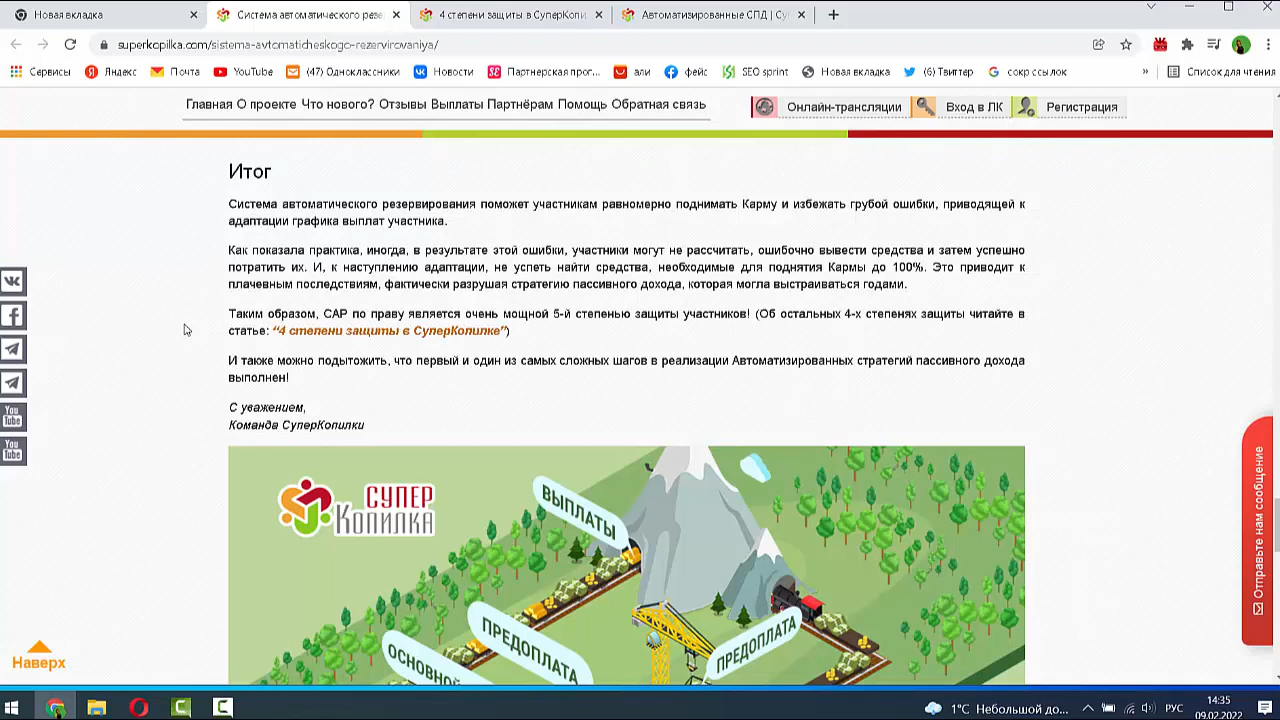 Новая вкладка
Система автоматического резе
4 степени защиты в СуперКопи
Автоматизированные СПД | Су
superkopilka.com/sistema-avtomaticheskogo-rezervirovaniya/
Сервисы Яндекс Почта YouTube (47) Одноклассники Новости Партнерская прог... али фейс SEO sprint Новая вкладка (6) Твиттер сокр ссылок » Список для чтения
Главная О проекте Что нового? Отзывы Выплаты Партнёрам Помощь Обратная связь
Онлайн-трансляции Вход в ЛК Регистрация
Итог
Система автоматического резервирования поможет участникам равномерно поднимать Карму и избежать грубой ошибки, приводящей к
адаптации графика выплат участника.
Как показала практика, иногда, в результате этой ошибки, участники могут не рассчитать, ошибочно вывести средства и затем успешно
потратить их. И, к наступлению адаптации, не успеть найти средства, необходимые для поднятия Кармы до 100%. Это приводит к
плачевным последствиям, фактически разрушая стратегию пассивного дохода, которая могла выстраиваться годами.
Таким образом, САР по праву является очень мощной 5-й степенью защиты участников! (Об остальных 4-х степенях защиты читайте в
статье: “4 степени защиты в СуперКопилке”)
И также можно подытожить, что первый и один из самых сложных шагов в реализации Автоматизированных стратегий пассивного дохода
выполнен!
С уважением,
Команда СуперКопилки
СУПЕР
КОПИЛКА
ВЫПЛАТЫ
ПРЕДОПЛАТА
ПРЕДОПЛАТА
ОСНОВНОЙ
You
Tube
You
Tube
Отправьте нам сообщение
Наверх
1°C Небольшой до...
РУС
14:35
09.02.2022